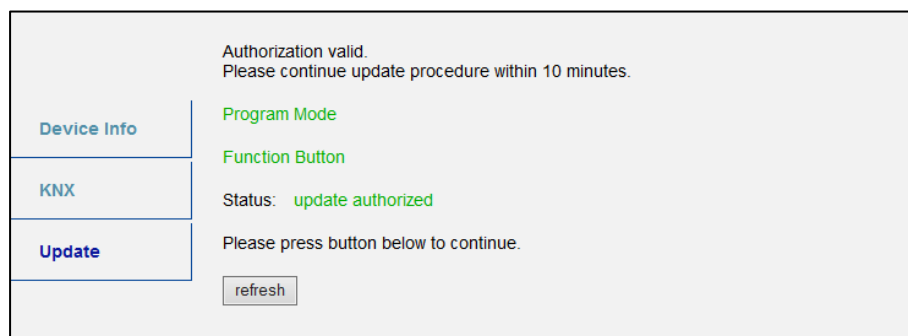 Authorization valid.
Please continue update procedure within 10 minutes.
Device Info
Program Mode
Function Button
KNX
Status: update authorized
Update
Please press button below to continue.
refresh